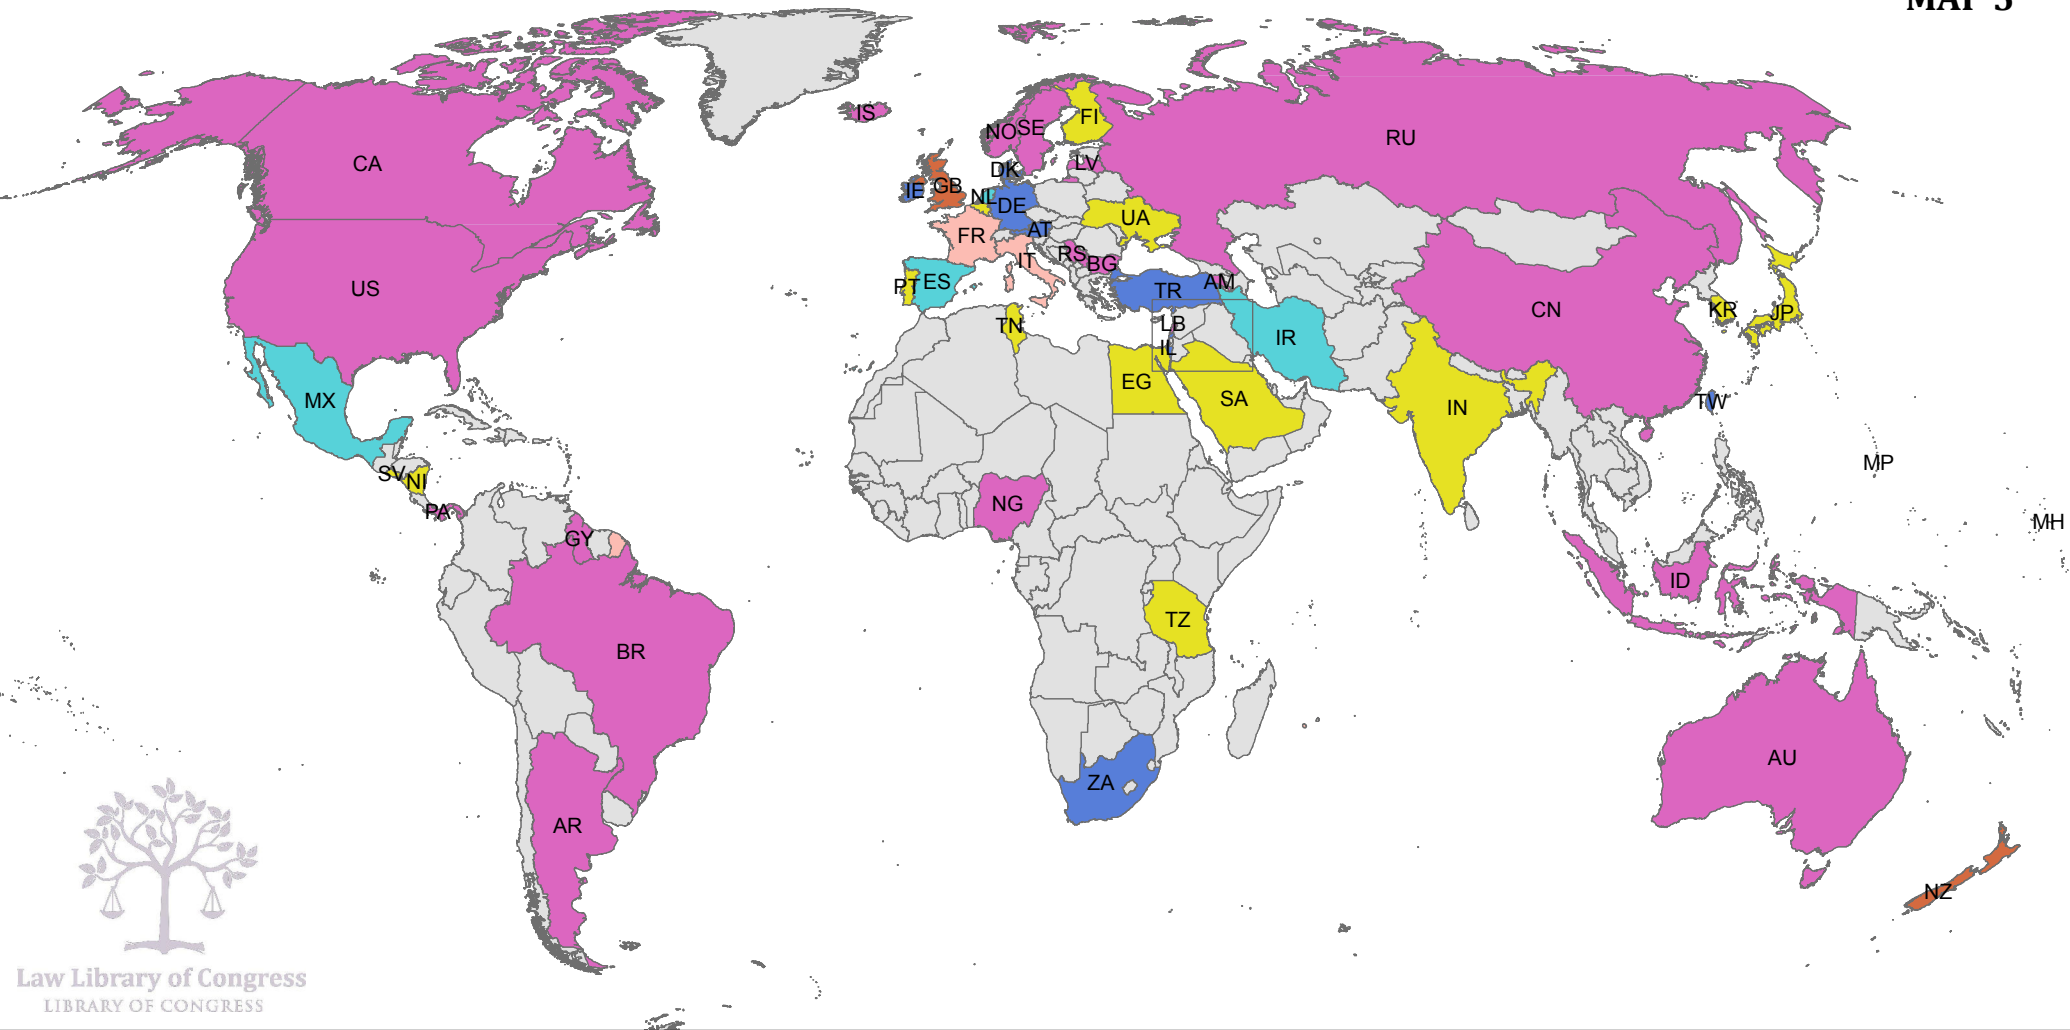 MAP 3
IS
FI
NO
SE
RU
CA
DK
LV
IE
GB
NL
DE
UA
AT
FR
RS
IT
BG
PT
ES
TR
AM
US
CN
LB
KR
JP
TN
IL
IR
EG
SA
MX
IN
TW
MP
SV
NI
NG
PA
MH
GY
ID
TZ
BR
AU
ZA
AR
NZ
Law Library of Congress
LIBRARY OF CONGRESS